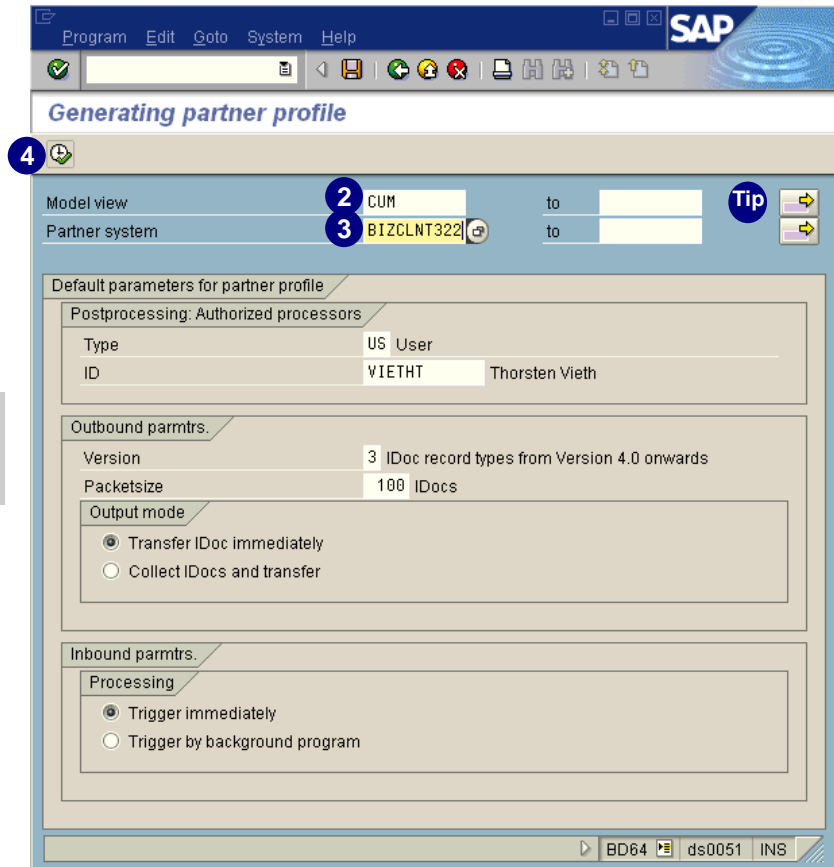 Program Edit Goto System Help
SAP
Generating partner profile
4
Model view 2 CUM to Tip
Partner system 3 BIZCLNT322 to
Default parameters for partner profile
Postprocessing: Authorized processors
Type US User
ID VIETHT Thorsten Vieth
Outbound parmtrs.
Version 3 IDoc record types from Version 4.0 onwards
Packetsize 100 IDocs
Output mode
Transfer IDoc immediately
Collect IDocs and transfer
Inbound parmtrs.
Processing
Trigger immediately
Trigger by background program
BD64 ds0051 INS